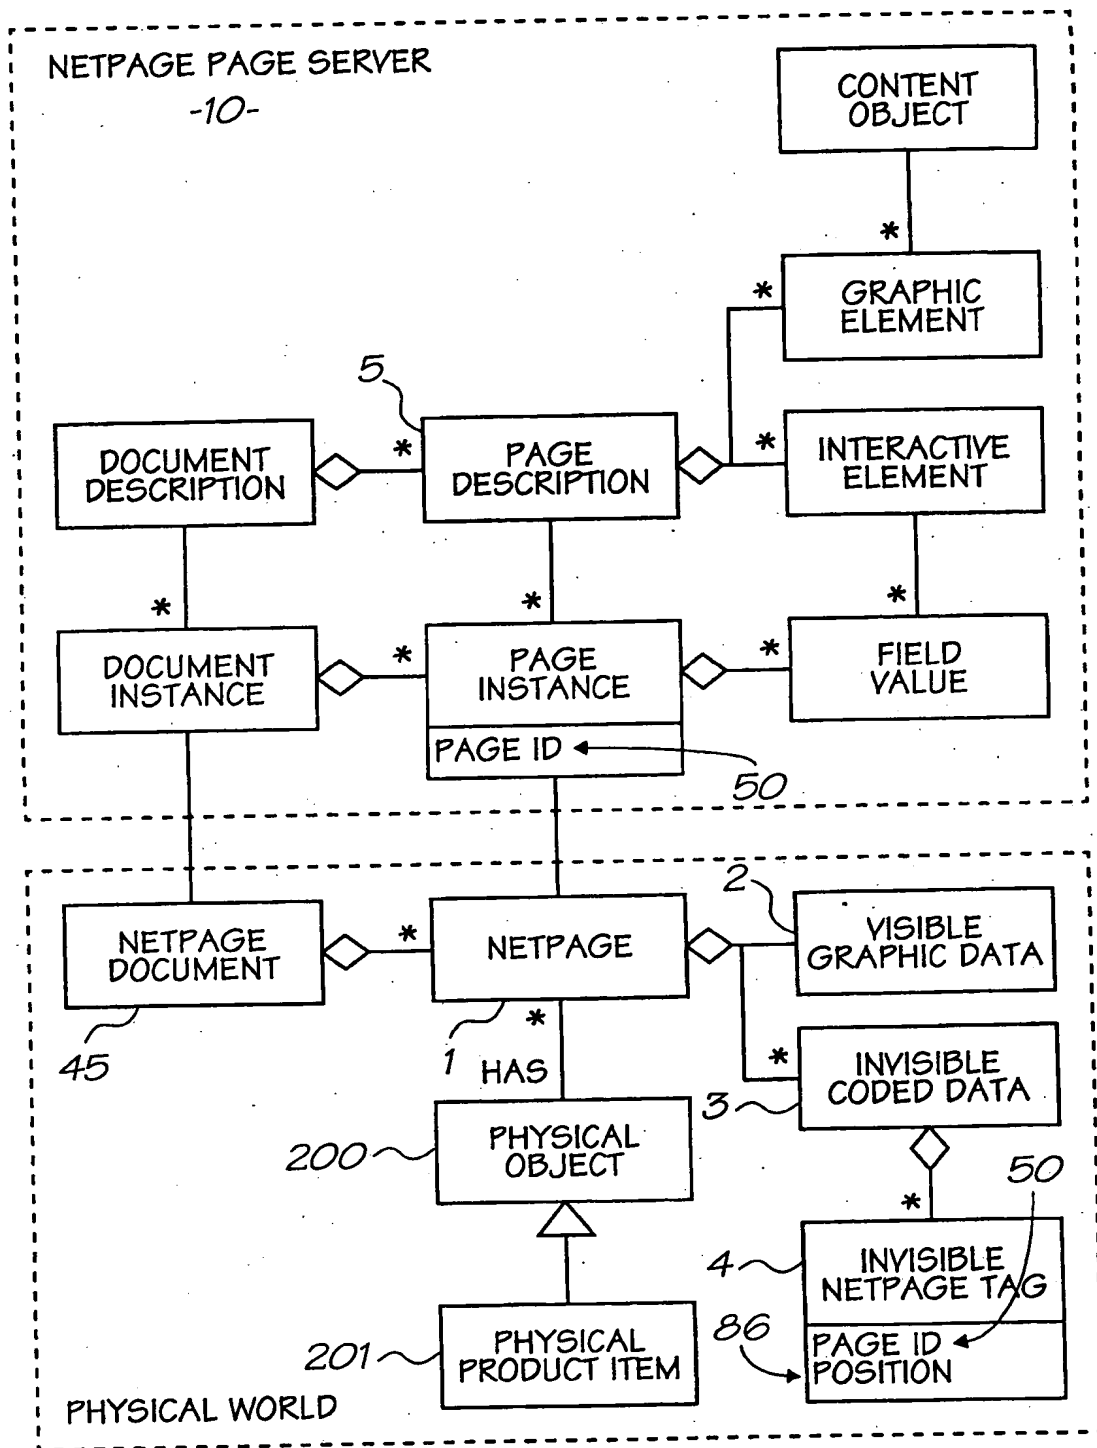 NETPAGE PAGE SERVER
-10-
CONTENT
OBJECT
*
GRAPHIC
ELEMENT
*
5
DOCUMENT
DESCRIPTION
*
PAGE
DESCRIPTION
*
INTERACTIVE
ELEMENT
*
*
*
DOCUMENT
INSTANCE
*
PAGE
INSTANCE
*
FIELD
VALUE
PAGE ID
50
2
NETPAGE
DOCUMENT
*
NETPAGE
VISIBLE
GRAPHIC DATA
45
1
*
HAS
*
INVISIBLE
CODED DATA
3
200
PHYSICAL
OBJECT
50
*
4
INVISIBLE
NETPAGE TAG
86
PAGE ID
POSITION
201
PHYSICAL
PRODUCT ITEM
PHYSICAL WORLD